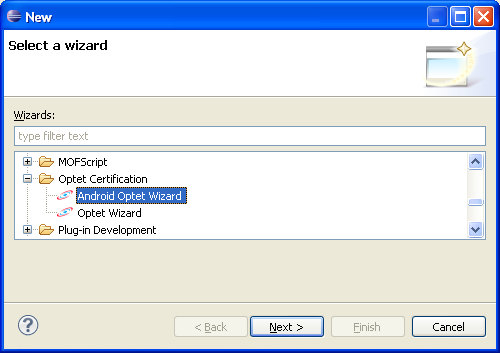 New
Select a wizard
Wizards:
type filter text
MOFScript
Optet Certification
Android Optet Wizard
Optet Wizard
Plug-in Development
? < Back Next > Finish Cancel